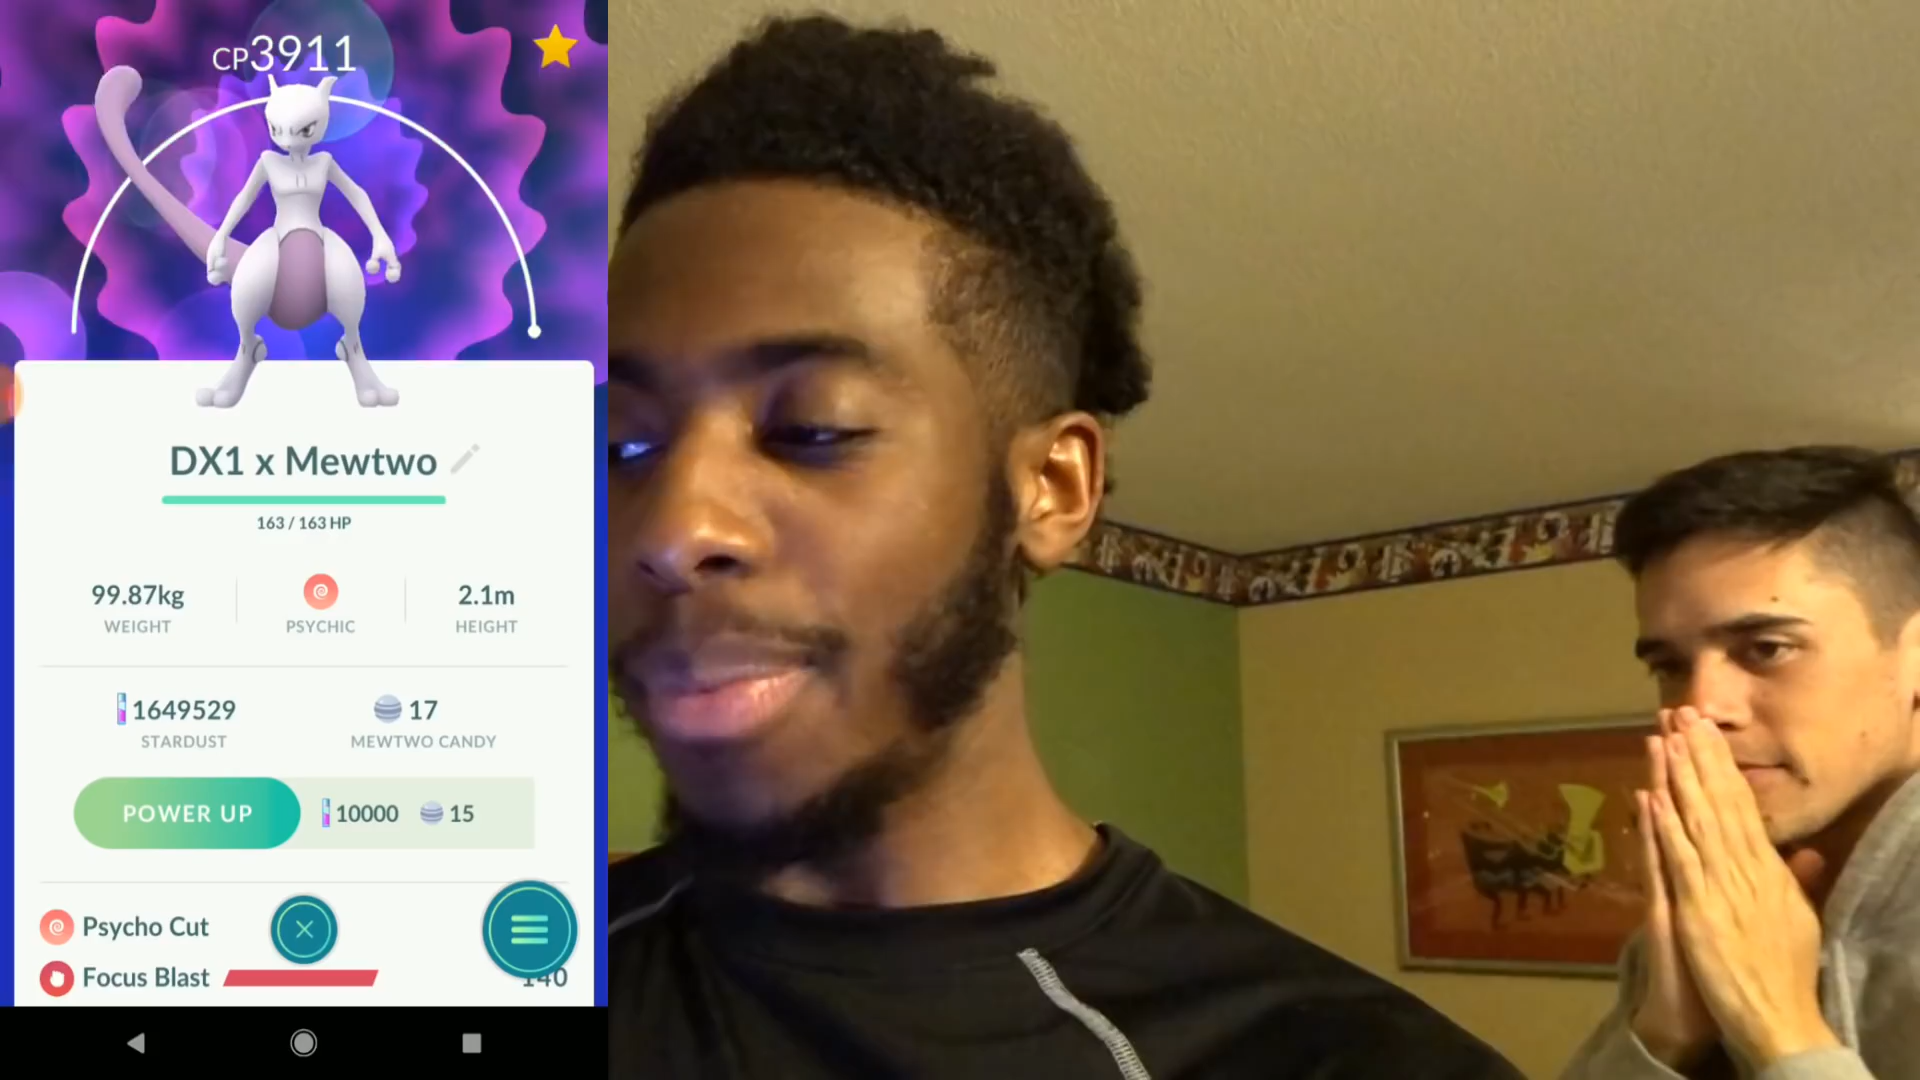 CP3911
DX1 x Mewtwo
163 / 163 HP
99.87kg
WEIGHT
PSYCHIC
2.1m
HEIGHT
1649529
STARDUST
17
MEWTWO CANDY
POWER UP
10000
15
Psycho Cut
Focus Blast
140